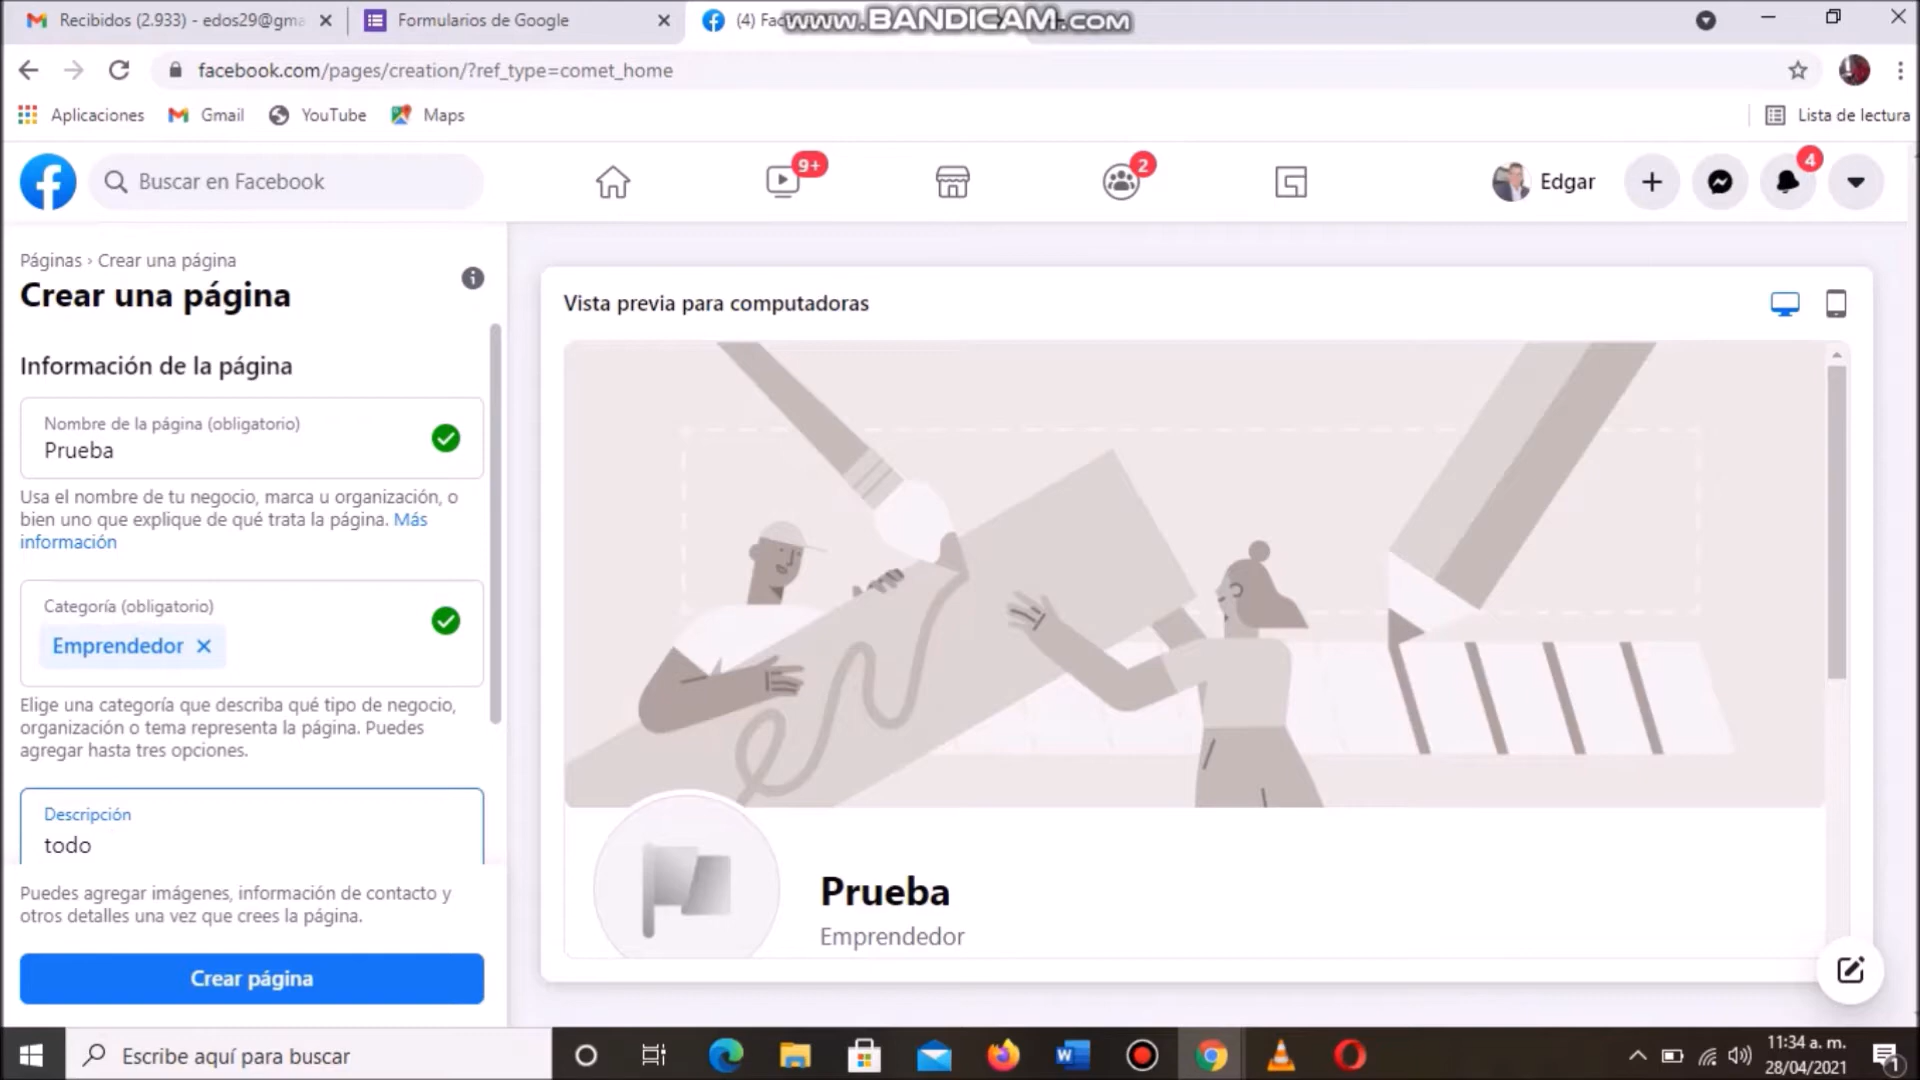 Recibidos (2.933) - edos29@gma
Formularios de Google
(4) Fac
www.BANDICAM.com
facebook.com/pages/creation/?ref_type=comet_home
Aplicaciones
Gmail
YouTube
Maps
Lista de lectura
Buscar en Facebook
9+
2
Edgar
4
Páginas › Crear una página
Crear una página
Información de la página
Nombre de la página (obligatorio)
Prueba
Usa el nombre de tu negocio, marca u organización, o
bien uno que explique de qué trata la página. Más
información
Categoría (obligatorio)
Emprendedor
Elige una categoría que describa qué tipo de negocio,
organización o tema representa la página. Puedes
agregar hasta tres opciones.
Descripción
todo
Puedes agregar imágenes, información de contacto y
otros detalles una vez que crees la página.
Crear página
Vista previa para computadoras
Prueba
Emprendedor
Escribe aquí para buscar
11:34 a. m.
28/04/2021
1